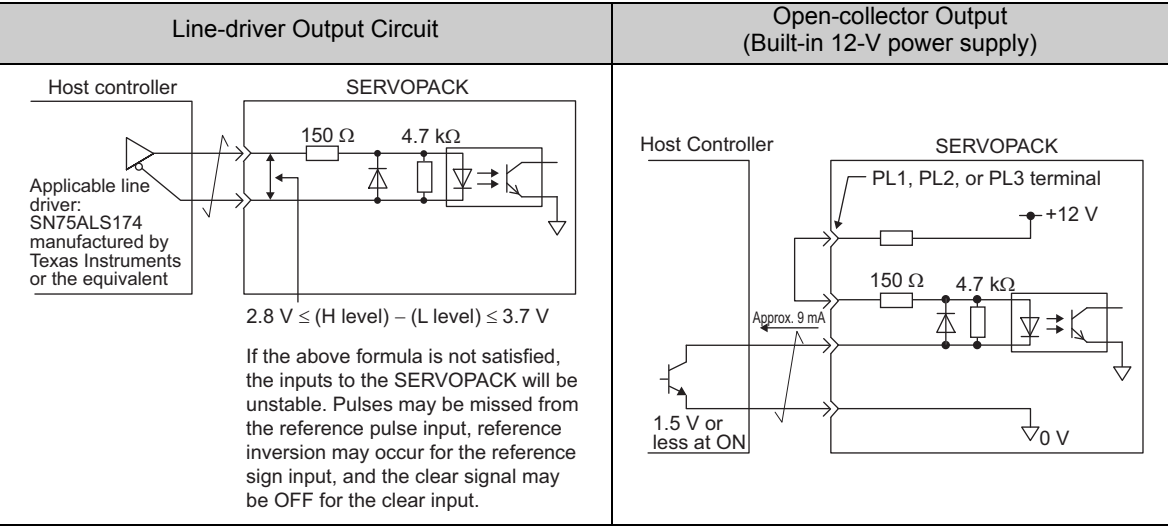 Line-driver Output Circuit
Host controller
SERVOPACK
150 Ω
4.7 kΩ
Applicable line
driver:
SN75ALS174
manufactured by
Texas Instruments
or the equivalent
2.8 V ≤ (H level) – (L level) ≤ 3.7 V
If the above formula is not satisfied,
the inputs to the SERVOPACK will be
unstable. Pulses may be missed from
the reference pulse input, reference
inversion may occur for the reference
sign input, and the clear signal may
be OFF for the clear input.
Open-collector Output
(Built-in 12-V power supply)
Host Controller
SERVOPACK
PL1, PL2, or PL3 terminal
+12 V
150 Ω
4.7 kΩ
Approx. 9 mA
1.5 V or
less at ON
0 V